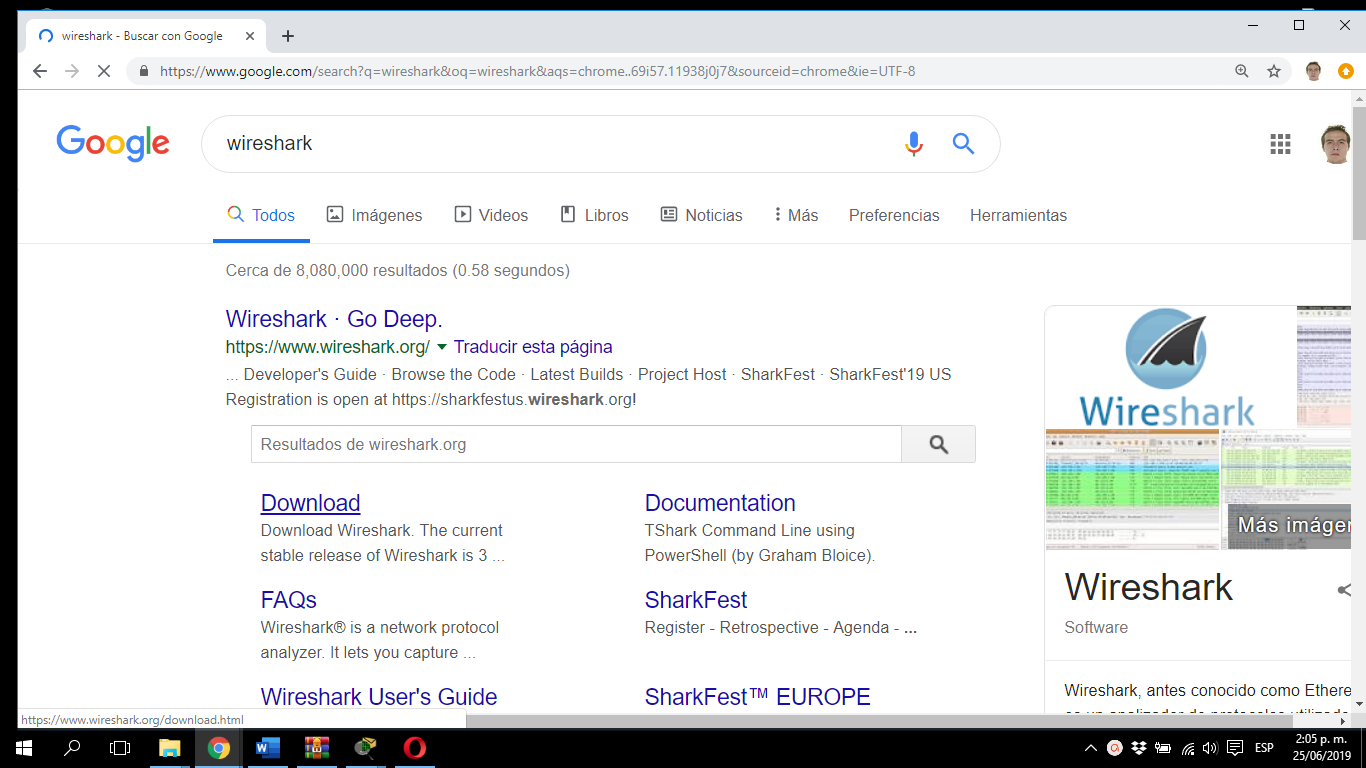 wireshark - Buscar con Google
https://www.google.com/search?q=wireshark&oq=wireshark&aqs=chrome..69i57.11938j0j7&sourceid=chrome&ie=UTF-8
Google
wireshark
Todos Imágenes Videos Libros Noticias Más Preferencias Herramientas
Cerca de 8,080,000 resultados (0.58 segundos)
Wireshark · Go Deep.
https://www.wireshark.org/ Traducir esta página
... Developer's Guide · Browse the Code · Latest Builds · Project Host · SharkFest · SharkFest'19 US
Registration is open at https://sharkfestus.wireshark.org!
Resultados de wireshark.org
Download
Download Wireshark. The current
stable release of Wireshark is 3 ...
Documentation
TShark Command Line using
PowerShell (by Graham Bloice).
FAQs
Wireshark® is a network protocol
analyzer. It lets you capture ...
SharkFest
Register - Retrospective - Agenda - ...
Wireshark User's Guide
SharkFest™ EUROPE
Wireshark
Más imáger
Wireshark
Software
Wireshark, antes conocido como Ethere
es un analizador de protocolos utilizado
https://www.wireshark.org/download.html
ESP
2:05 p. m.
25/06/2019